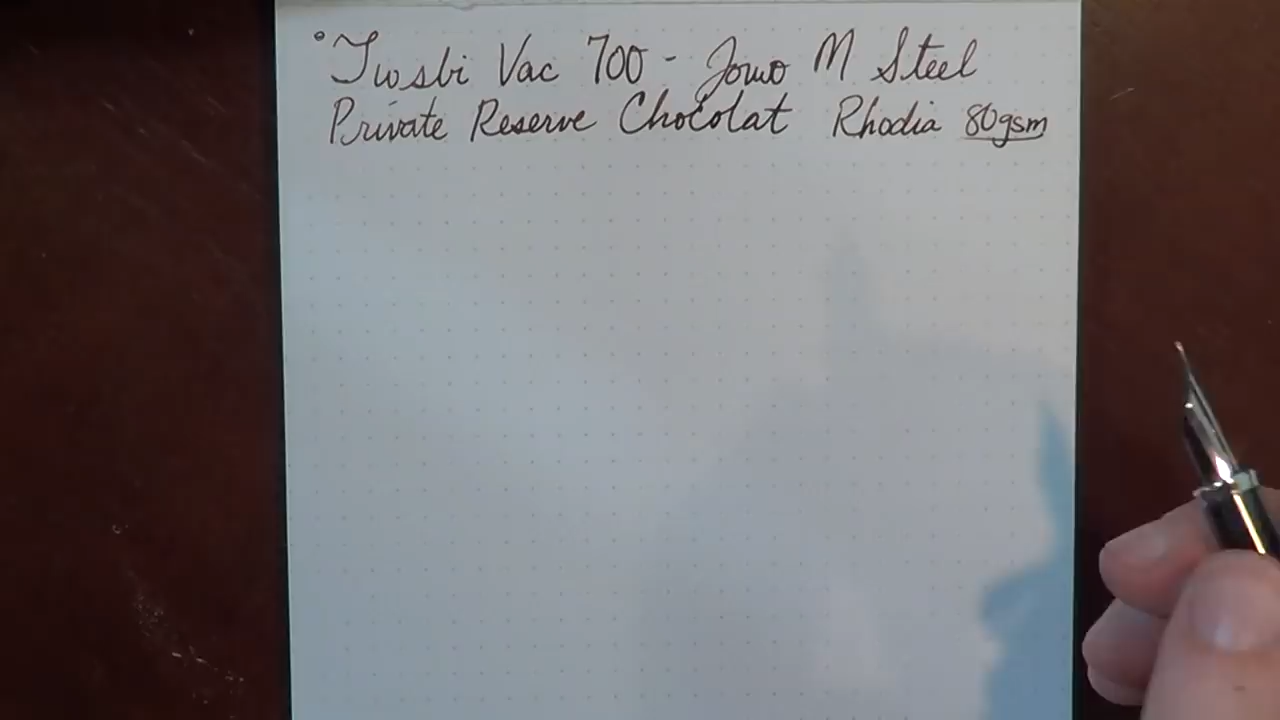 ° Twsbi Vac 700 - Jowo M Steel
Private Reserve Chocolat Rhodia 80gsm